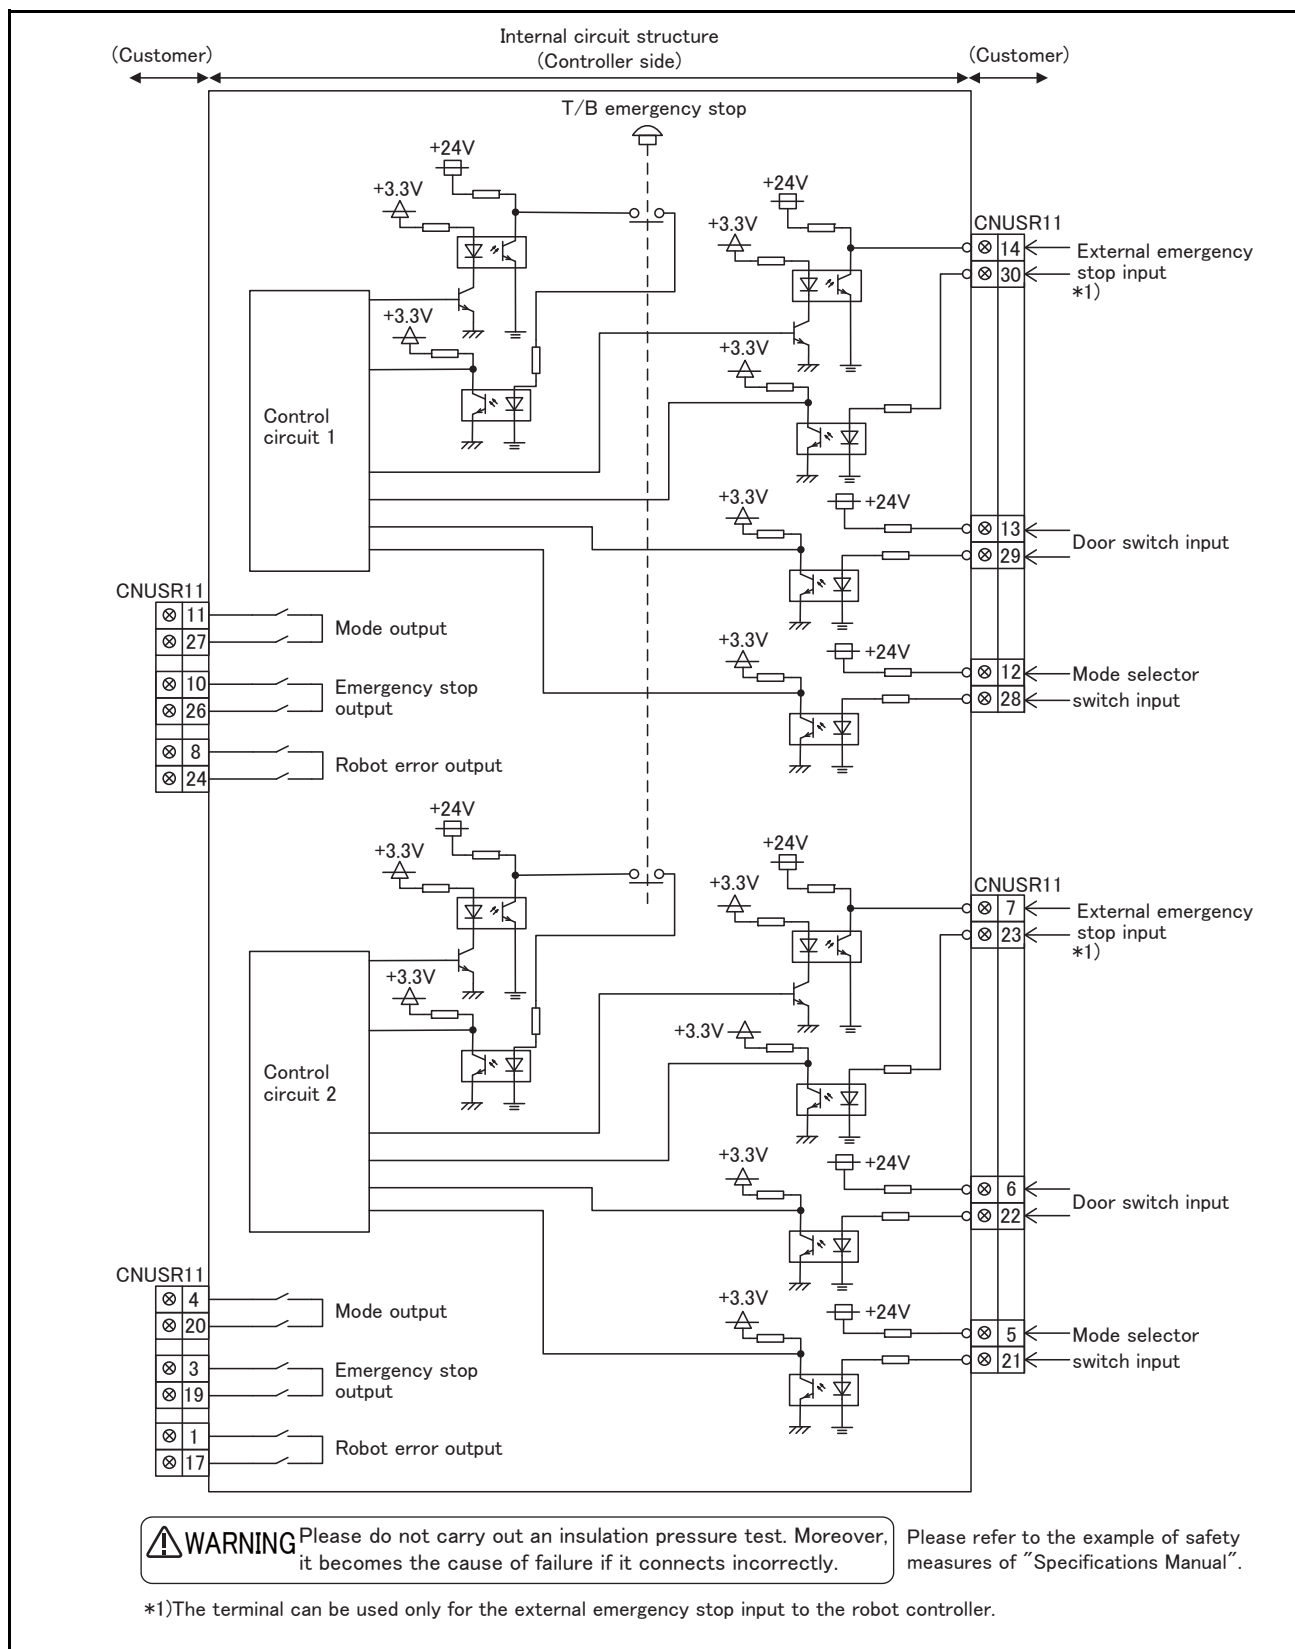 Internal circuit structure
(Controller side)
(Customer)
(Customer)
T/B emergency stop
+24V
+3.3V
+3.3V
+24V
+3.3V
+3.3V
CNUSR11
14
30
External emergency
stop input
*1)
Control
circuit 1
+3.3V
+24V
13
29
Door switch input
+3.3V
+24V
12
28
Mode selector
switch input
CNUSR11
11
27
Mode output
10
26
Emergency stop
output
8
24
Robot error output
+24V
+3.3V
+3.3V
+24V
+3.3V
+3.3V
CNUSR11
7
23
External emergency
stop input
*1)
Control
circuit 2
+3.3V
+24V
6
22
Door switch input
+3.3V
+24V
5
21
Mode selector
switch input
CNUSR11
4
20
Mode output
3
19
Emergency stop
output
1
17
Robot error output
WARNING Please do not carry out an insulation pressure test. Moreover,
it becomes the cause of failure if it connects incorrectly.
Please refer to the example of safety
measures of "Specifications Manual".
*1)The terminal can be used only for the external emergency stop input to the robot controller.